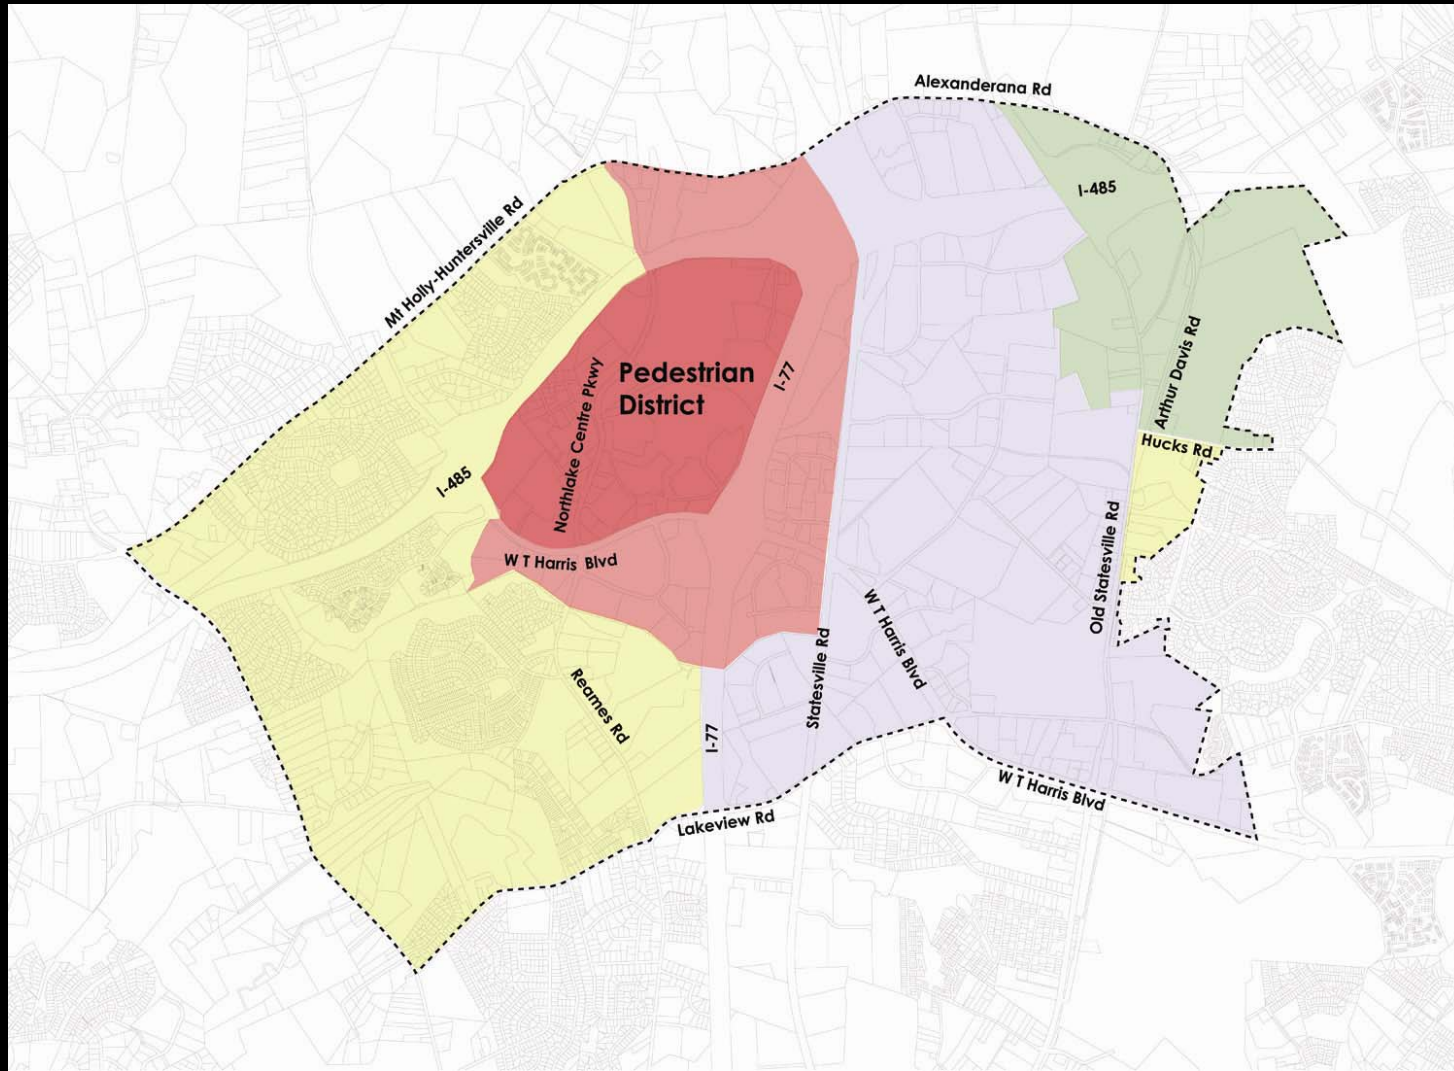 Alexanderana Rd
I-485
Mt Holly-Huntersville Rd
Pedestrian
District
I-77
Northlake Centre Pkwy
Arthur Davis Rd
Hucks Rd
I-485
W T Harris Blvd
Old Statesville Rd
W T Harris Blvd
Statesville Rd
Reames Rd
I-77
W T Harris Blvd
Lakeview Rd